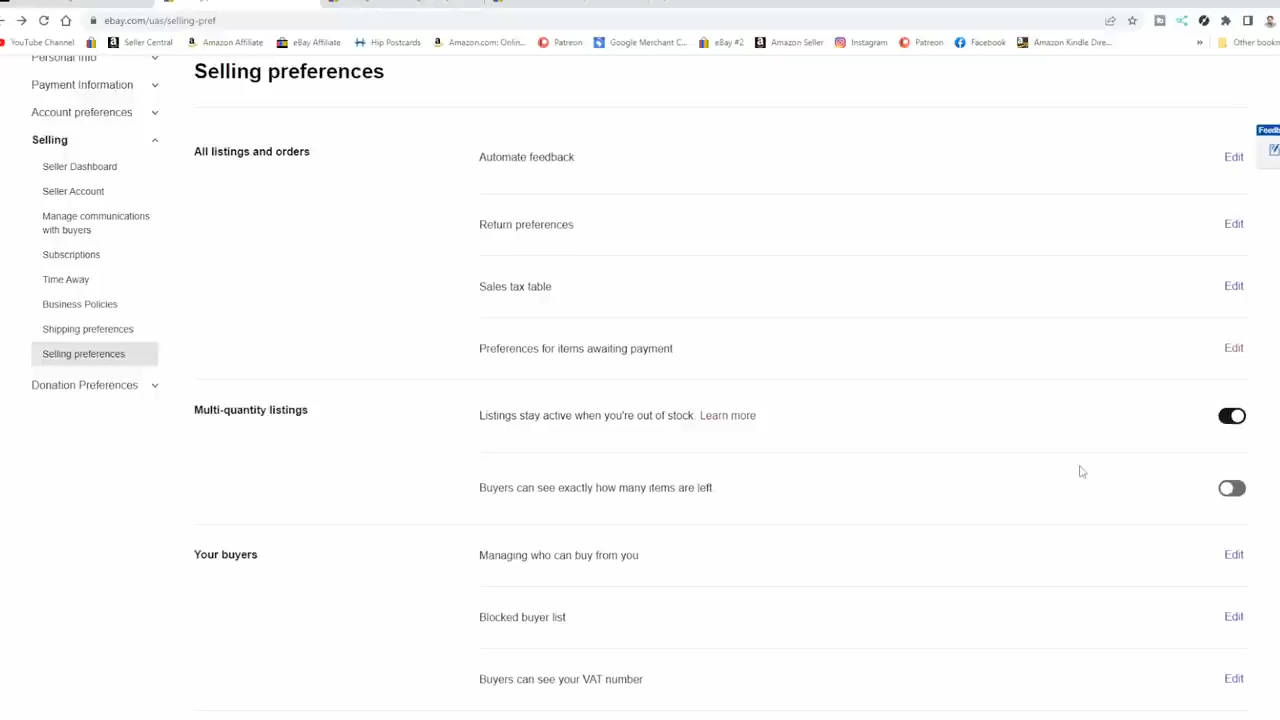 ebay.com/uas/selling-pref
YouTube Channel
Seller Central
Amazon Affiliate
eBay Affiliate
Hip Postcards
Amazon.com: Onlin...
Patreon
Google Merchant C...
eBay #2
Amazon Seller
Instagram
Patreon
Facebook
Amazon Kindle Dire...
»
Other bookm
Personal Info
Payment Information
Account preferences
Selling
Seller Dashboard
Seller Account
Manage communications
with buyers
Subscriptions
Time Away
Business Policies
Shipping preferences
Selling preferences
Donation Preferences
Selling preferences
All listings and orders
Automate feedback
Edit
Return preferences
Edit
Sales tax table
Edit
Preferences for items awaiting payment
Edit
Multi-quantity listings
Listings stay active when you're out of stock. Learn more
Buyers can see exactly how many items are left.
Your buyers
Managing who can buy from you
Edit
Blocked buyer list
Edit
Buyers can see your VAT number
Edit
Feedb